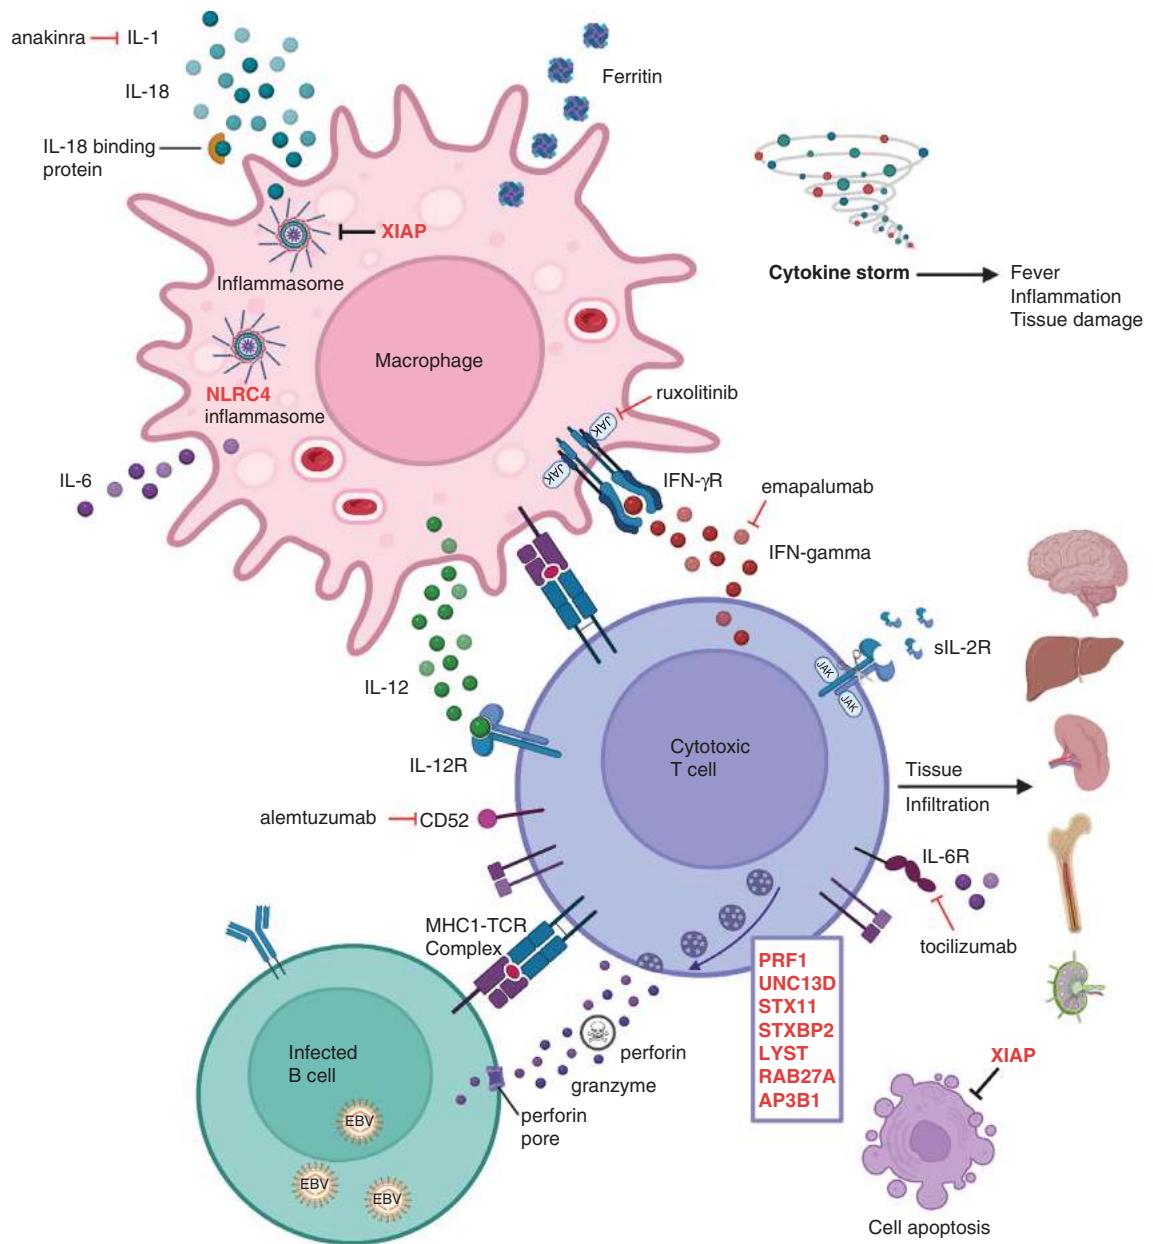 anakinra
IL-1
IL-18
IL-18 binding
protein
Ferritin
XIAP
Inflammasome
Cytokine storm
Fever
Inflammation
Tissue damage
Macrophage
NLRC4
inflammasome
ruxolitinib
JAK
JAK
IL-6
IFN-γR
emapalumab
IFN-gamma
sIL-2R
JAK
JAK
IL-12
IL-12R
Cytotoxic
T cell
Tissue
Infiltration
alemtuzumab
CD52
IL-6R
MHC1-TCR
Complex
tocilizumab
PRF1
UNC13D
STX11
STXBP2
LYST
RAB27A
AP3B1
Infected
B cell
perforin
granzyme
perforin
pore
EBV
EBV
EBV
XIAP
Cell apoptosis